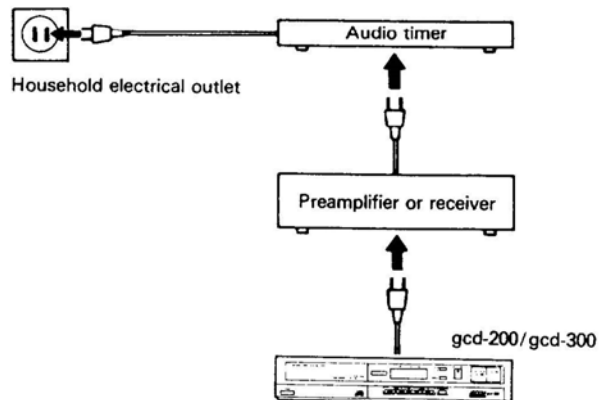 Audio timer
Household electrical outlet
Preamplifier or receiver
gcd-200/gcd-300